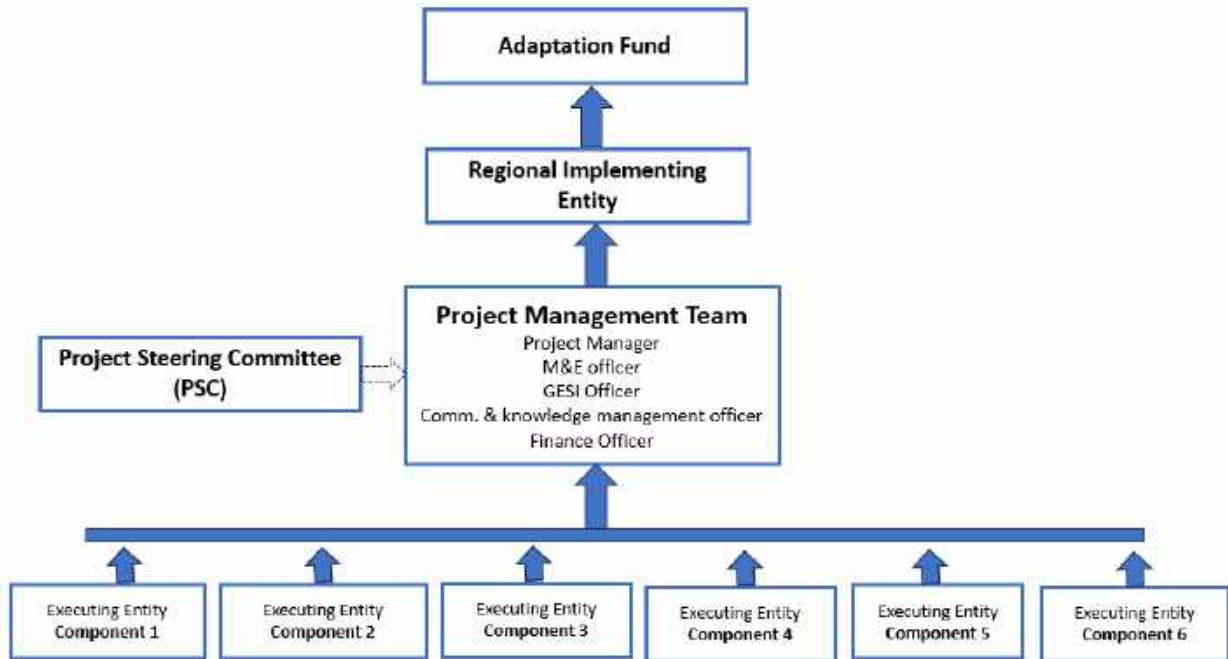 Adaptation Fund
Regional Implementing
Entity
Project Management Team
Project Manager
M&E officer
GESI Officer
Comm. & knowledge management officer
Finance Officer
Project Steering Committee
(PSC)
Executing Entity
Component 1
Executing Entity
Component 2
Executing Entity
Component 3
Executing Entity
Component 4
Executing Entity
Component 5
Executing Entity
Component 6